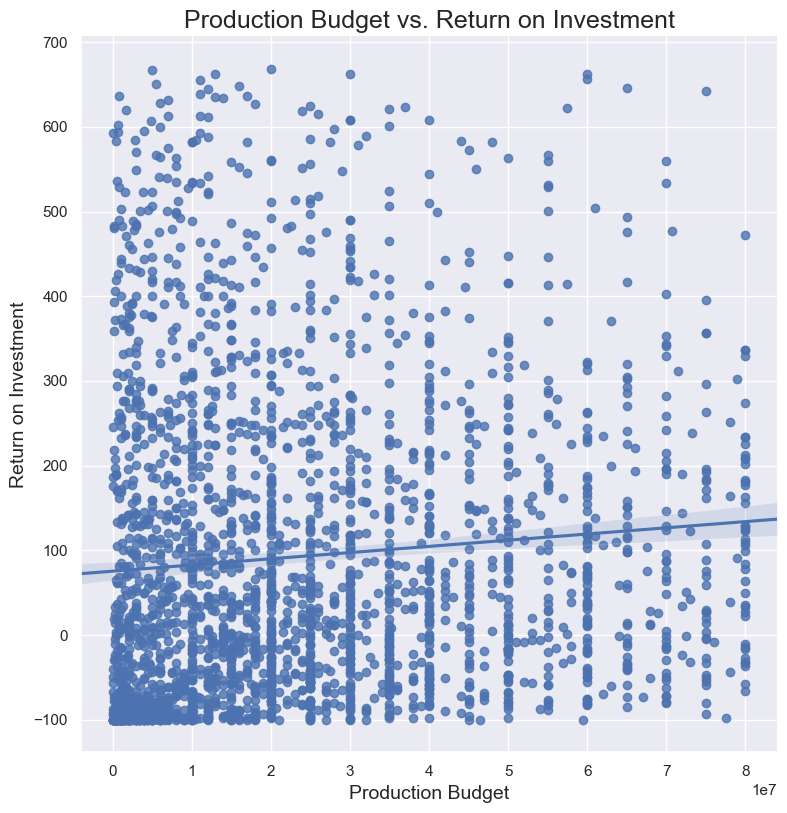 Production Budget vs. Return on Investment
700
600
500
400
300
200
100
0
−100
Return on Investment
0 1 2 3 4 5 6 7 8
1e7
Production Budget